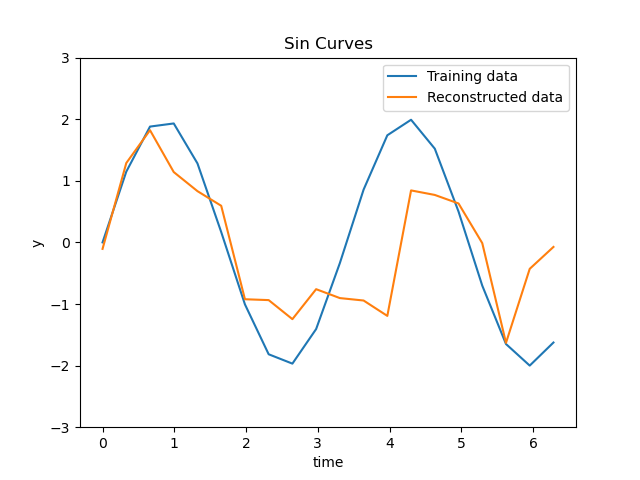 Sin Curves
Training data
Reconstructed data
3
2
1
0
−1
−2
−3
y
0 1 2 3 4 5 6
time